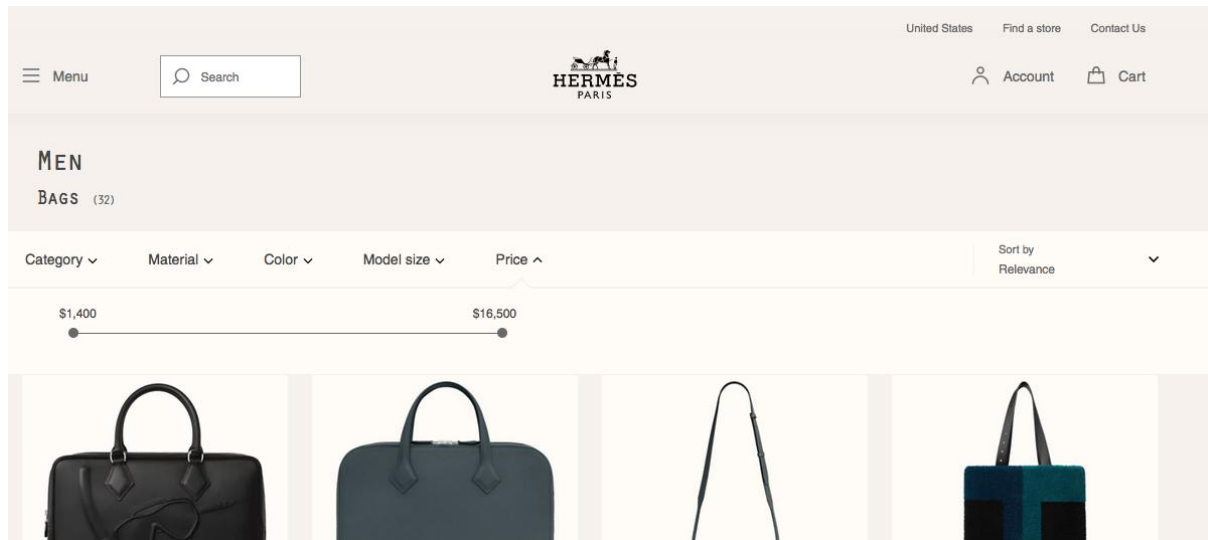 United States Find a store Contact Us
Menu Search HERMÈS Account Cart
PARIS
MEN
BAGS (32)
Category Material Color Model size Price Sort by
Relevance
$1,400 $16,500